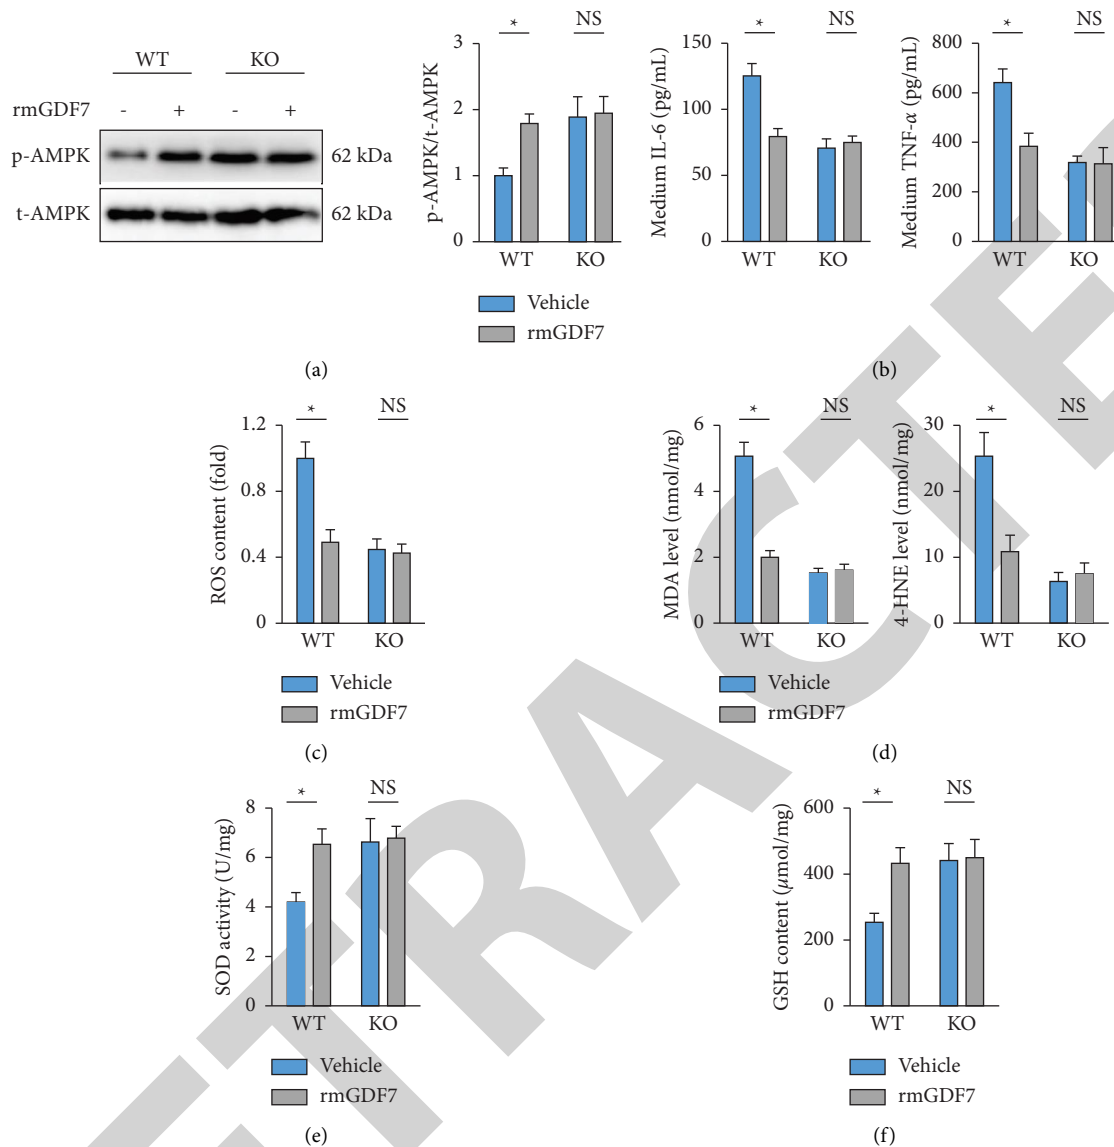 WT KO
rmGDF7 - + - +
p-AMPK 62 kDa
t-AMPK 62 kDa
p-AMPK/t-AMPK
3
2
1
0
* NS
WT KO
Vehicle
rmGDF7
(a)
Medium IL-6 (pg/mL)
150
100
50
0
* NS
WT KO
Medium TNF-α (pg/mL)
800
600
400
200
0
* NS
WT KO
(b)
ROS content (fold)
1.2
0.8
0.4
0
* NS
WT KO
Vehicle
rmGDF7
(c)
MDA level (nmol/mg)
6
4
2
0
* NS
WT KO
4-HNE level (nmol/mg)
30
20
10
0
* NS
WT KO
Vehicle
rmGDF7
(d)
SOD activity (U/mg)
8
6
4
2
0
* NS
WT KO
Vehicle
rmGDF7
(e)
GSH content (μmol/mg)
600
400
200
0
* NS
WT KO
Vehicle
rmGDF7
(f)
ETRACTE